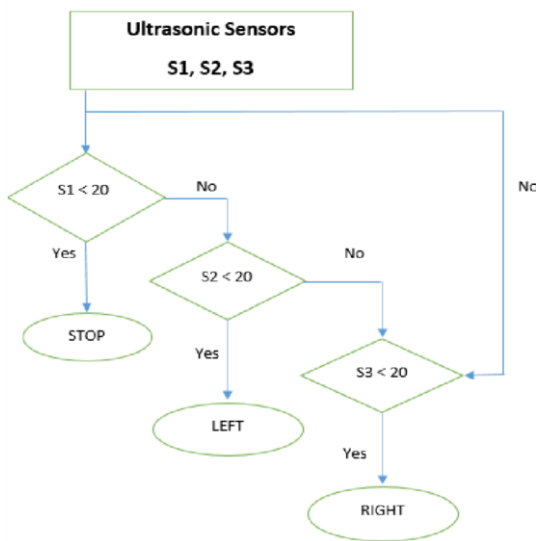 Ultrasonic Sensors
S1, S2, S3
S1 < 20
No
No
Yes
S2 < 20
No
STOP
Yes
S3 < 20
LEFT
Yes
RIGHT